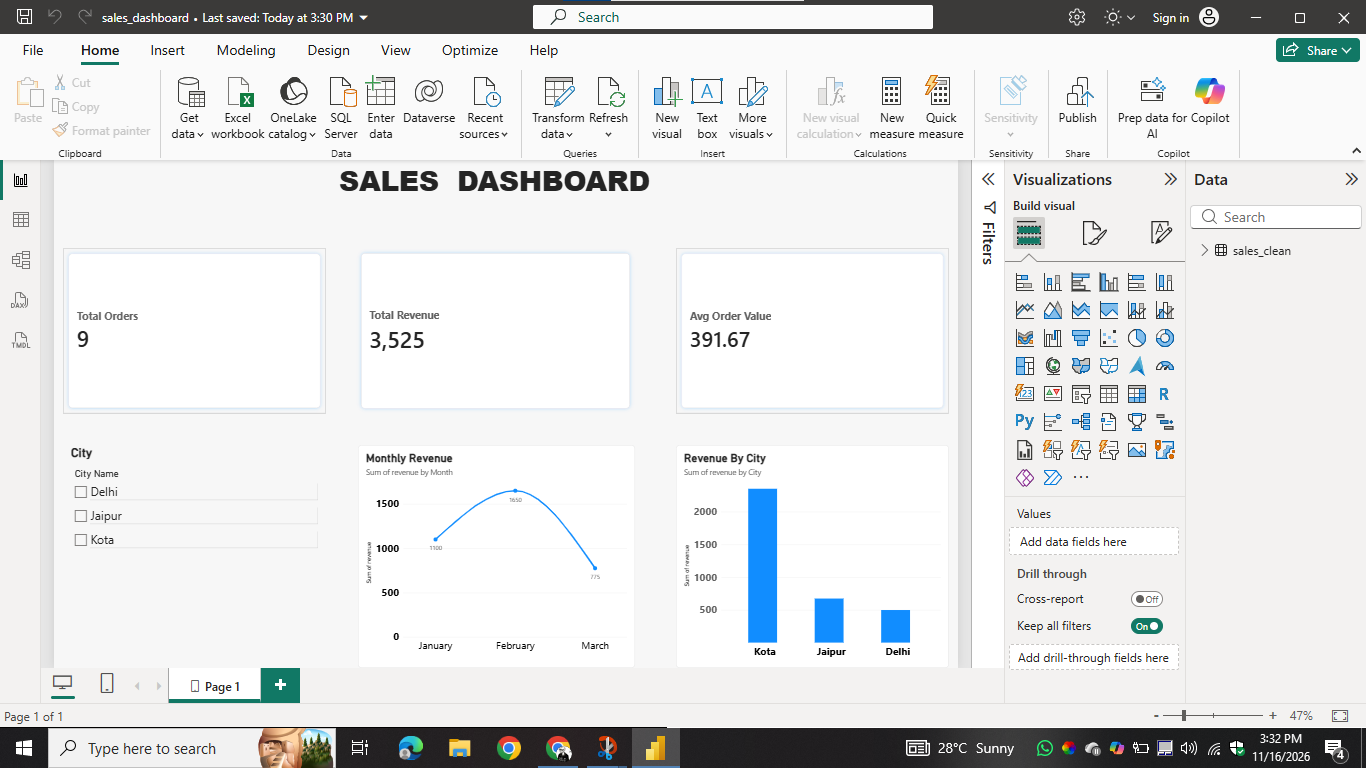 sales_dashboard • Last saved: Today at 3:30 PM
Search
Sign in
File Home Insert Modeling Design View Optimize Help
Share
Paste
Cut
Copy
Format painter
Clipboard
Get data
Excel workbook
OneLake catalog
SQL Server
Enter data
Dataverse
Recent sources
Data
Transform data
Refresh
Queries
New visual
Text box
More visuals
Insert
New visual calculation
New measure
Quick measure
Calculations
Sensitivity
Sensitivity
Publish
Share
Prep data for AI
Copilot
Copilot
DAX
TMDL
SALES DASHBOARD
Total Orders
9
Total Revenue
3,525
Avg Order Value
391.67
City
City Name
Delhi
Jaipur
Kota
Monthly Revenue
Sum of revenue by Month
Sum of revenue
1500
1000
500
0
1100
1650
775
January February March
Revenue By City
Sum of revenue by City
Sum of revenue
2000
1500
1000
500
Kota Jaipur Delhi
Filters
Visualizations
Build visual
123
R
Py
Values
Add data fields here
Drill through
Cross-report
Off
Keep all filters
On
Add drill-through fields here
Data
Search
sales_clean
Page 1
Page 1 of 1
- + 47%
Type here to search
28°C Sunny
3:32 PM
11/16/2026
4